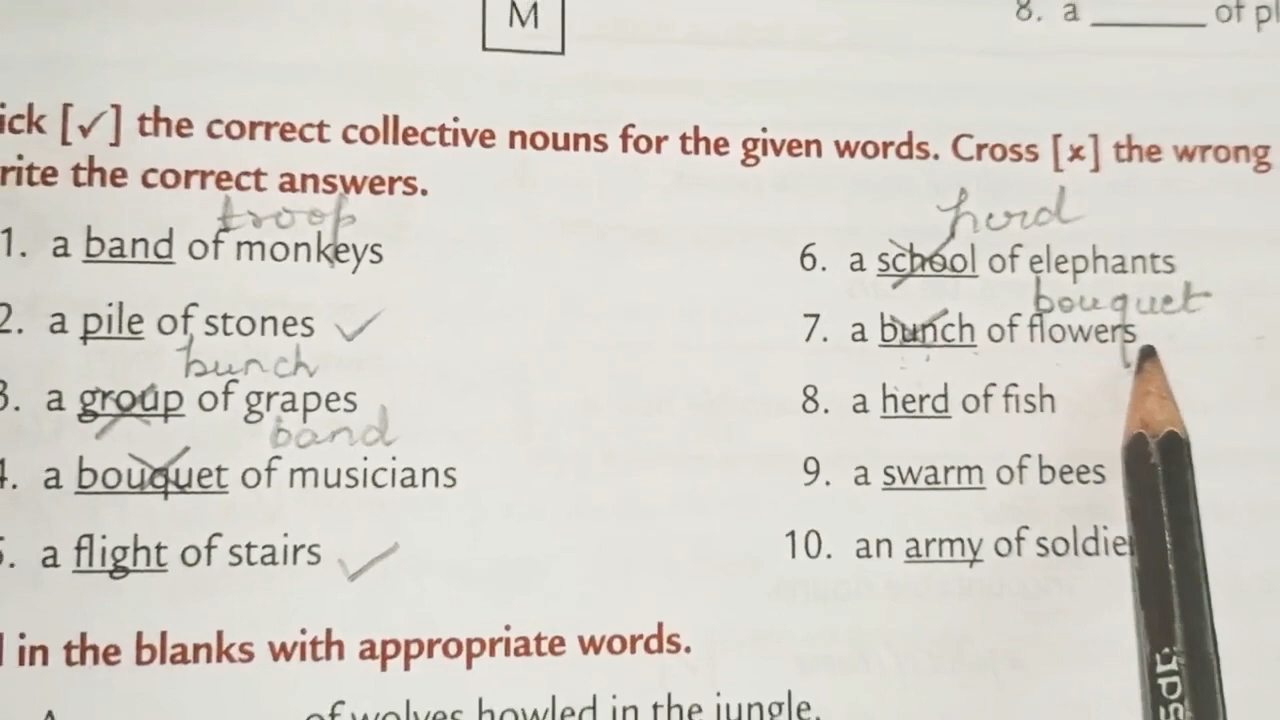 M
8. a ______ of pl
ick [✓] the correct collective nouns for the given words. Cross [x] the wrong
rite the correct answers.
troop
1. a band of monkeys
2. a pile of stones ✓
bunch
3. a group of grapes
band
4. a bouquet of musicians
5. a flight of stairs ✓
herd
6. a school of elephants
bouquet
7. a bunch of flowers
8. a herd of fish
9. a swarm of bees
10. an army of soldie
in the blanks with appropriate words.
of wolves howled in the jungle.